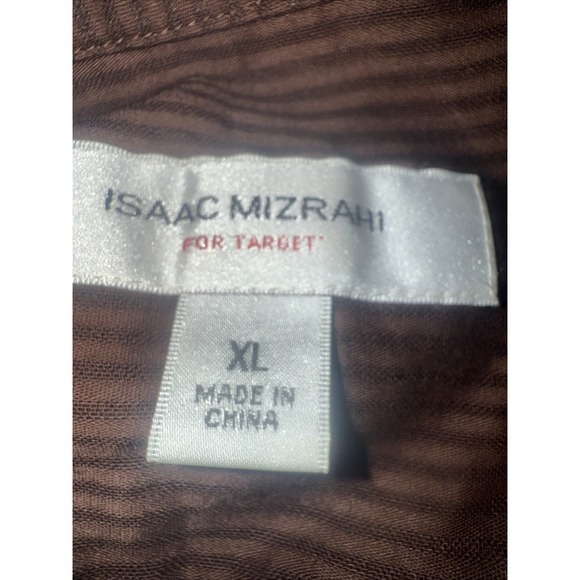 ISAAC MIZRAHI
FOR TARGET
XL
MADE IN
CHINA